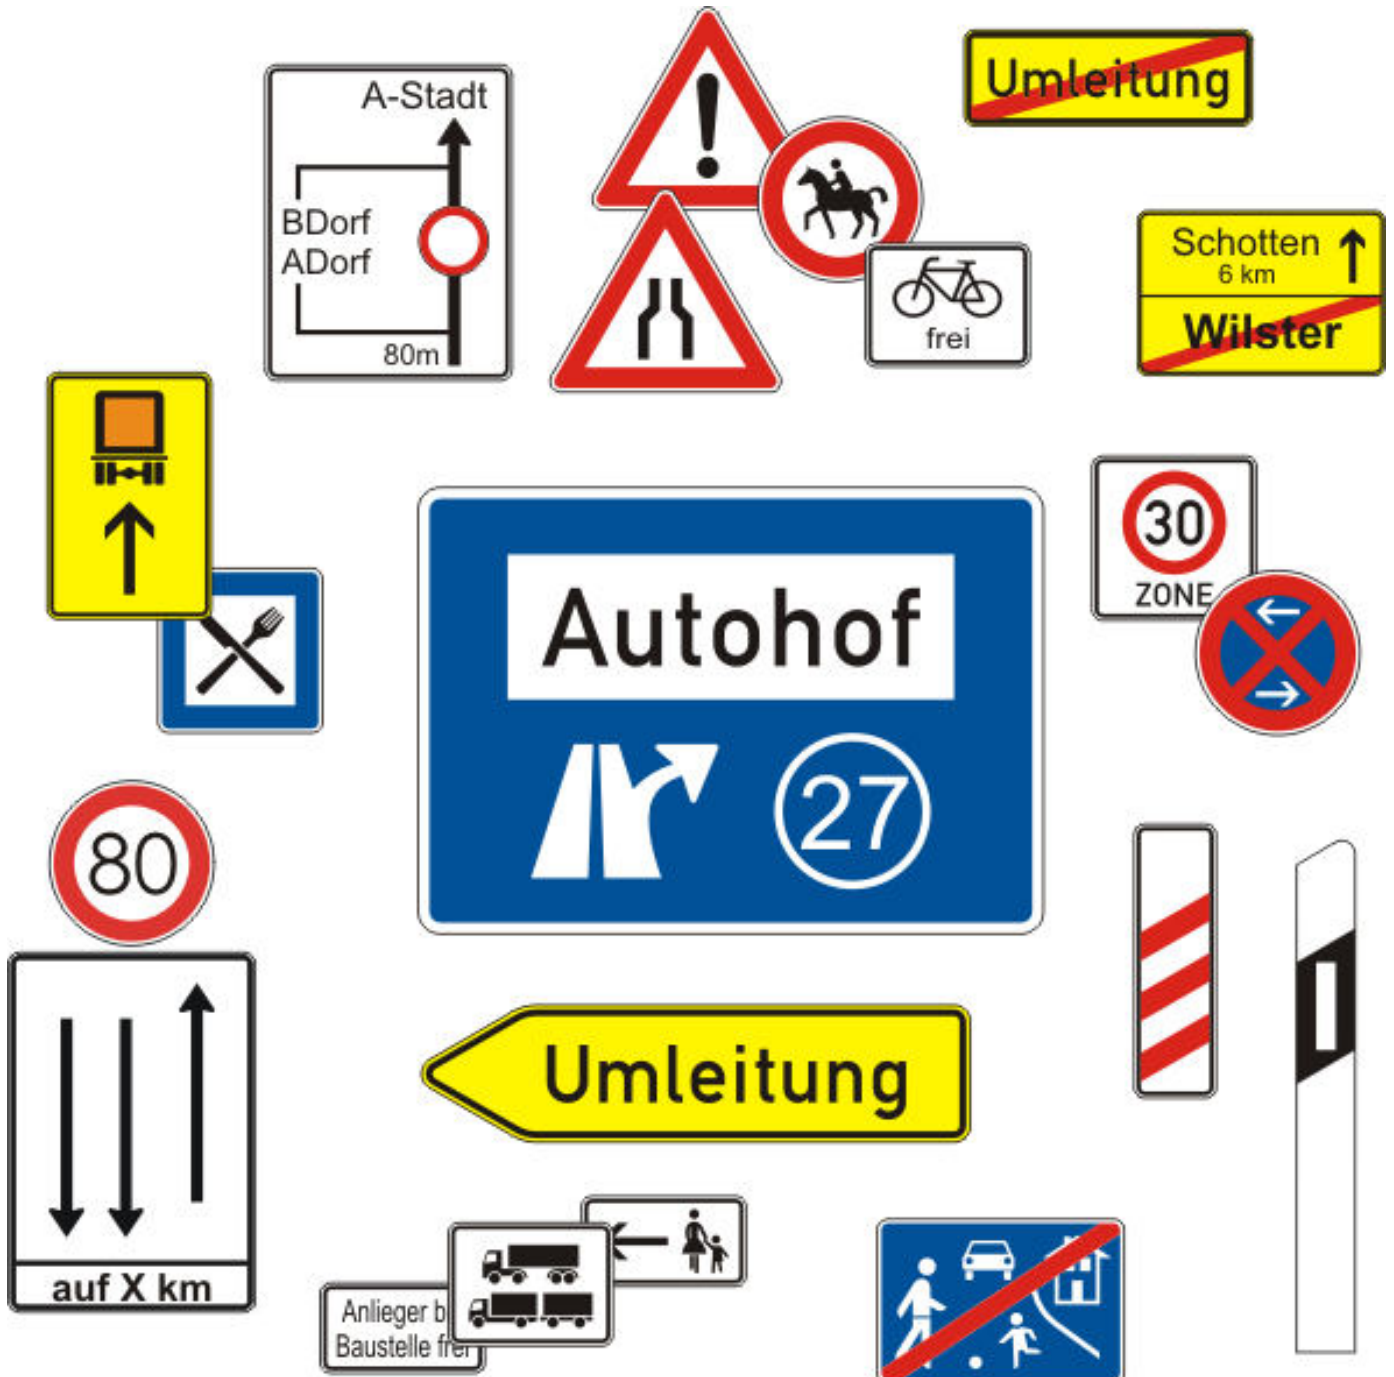 A-Stadt
BDorf
ADorf
80m
Umleitung
frei
Schotten
6 km
Wilster
30
ZONE
Autohof
27
80
auf X km
Umleitung
Anlieger b
Baustelle frei